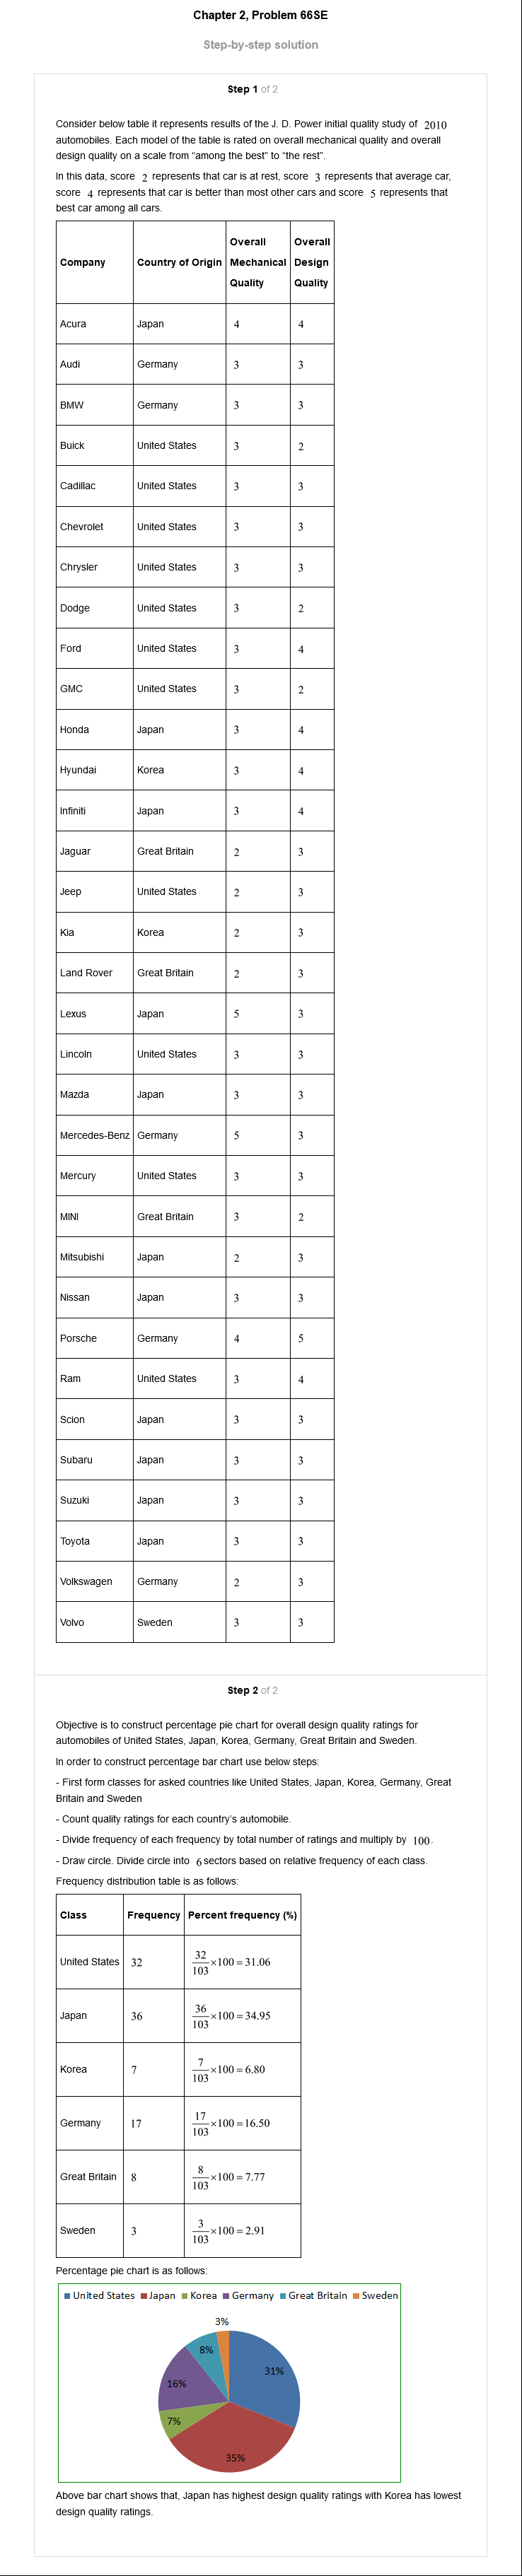 Chapter 2, Problem 66SE
Step-by-step solution
Step 1 of 2
Consider below table it represents results of the J. D. Power initial quality study of 2010
automobiles. Each model of the table is rated on overall mechanical quality and overall
design quality on a scale from “among the best” to “the rest”.
In this data, score 2 represents that car is at rest, score 3 represents that average car,
score 4 represents that car is better than most other cars and score 5 represents that
best car among all cars.
Company Country of Origin Overall Mechanical Quality Overall Design Quality
Acura Japan 4 4
Audi Germany 3 3
BMW Germany 3 3
Buick United States 3 2
Cadillac United States 3 3
Chevrolet United States 3 3
Chrysler United States 3 3
Dodge United States 3 2
Ford United States 3 4
GMC United States 3 2
Honda Japan 3 4
Hyundai Korea 3 4
Infiniti Japan 3 4
Jaguar Great Britain 2 3
Jeep United States 2 3
Kia Korea 2 3
Land Rover Great Britain 2 3
Lexus Japan 5 3
Lincoln United States 3 3
Mazda Japan 3 3
Mercedes-Benz Germany 5 3
Mercury United States 3 3
MINI Great Britain 3 2
Mitsubishi Japan 2 3
Nissan Japan 3 3
Porsche Germany 4 5
Ram United States 3 4
Scion Japan 3 3
Subaru Japan 3 3
Suzuki Japan 3 3
Toyota Japan 3 3
Volkswagen Germany 2 3
Volvo Sweden 3 3
Step 2 of 2
Objective is to construct percentage pie chart for overall design quality ratings for
automobiles of United States, Japan, Korea, Germany, Great Britain and Sweden.
In order to construct percentage bar chart use below steps:
- First form classes for asked countries like United States, Japan, Korea, Germany, Great
Britain and Sweden
- Count quality ratings for each country’s automobile.
- Divide frequency of each frequency by total number of ratings and multiply by 100.
- Draw circle. Divide circle into 6 sectors based on relative frequency of each class.
Frequency distribution table is as follows:
Class Frequency Percent frequency (%)
United States 32 32/103 ×100 = 31.06
Japan 36 36/103 ×100 = 34.95
Korea 7 7/103 ×100 = 6.80
Germany 17 17/103 ×100 = 16.50
Great Britain 8 8/103 ×100 = 7.77
Sweden 3 3/103 ×100 = 2.91
Percentage pie chart is as follows:
United States Japan Korea Germany Great Britain Sweden
3%
8%
31%
16%
7%
35%
Above bar chart shows that, Japan has highest design quality ratings with Korea has lowest
design quality ratings.